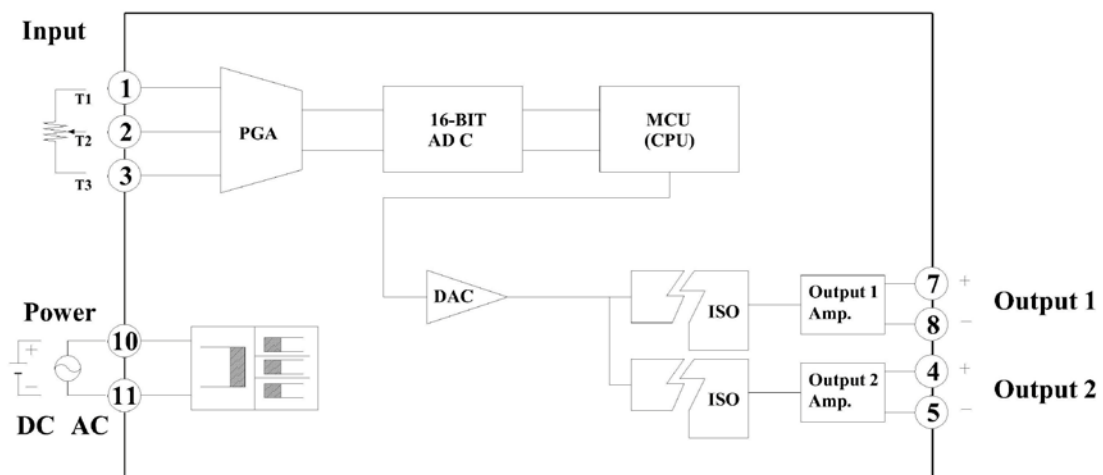 Input
1
T1
PGA
16-BIT
AD C
MCU
(CPU)
2
T2
3
T3
DAC
ISO
Output 1
Amp.
7
+
8
−
Output 1
Power
10
+
−
11
DC AC
ISO
Output 2
Amp.
4
+
5
−
Output 2